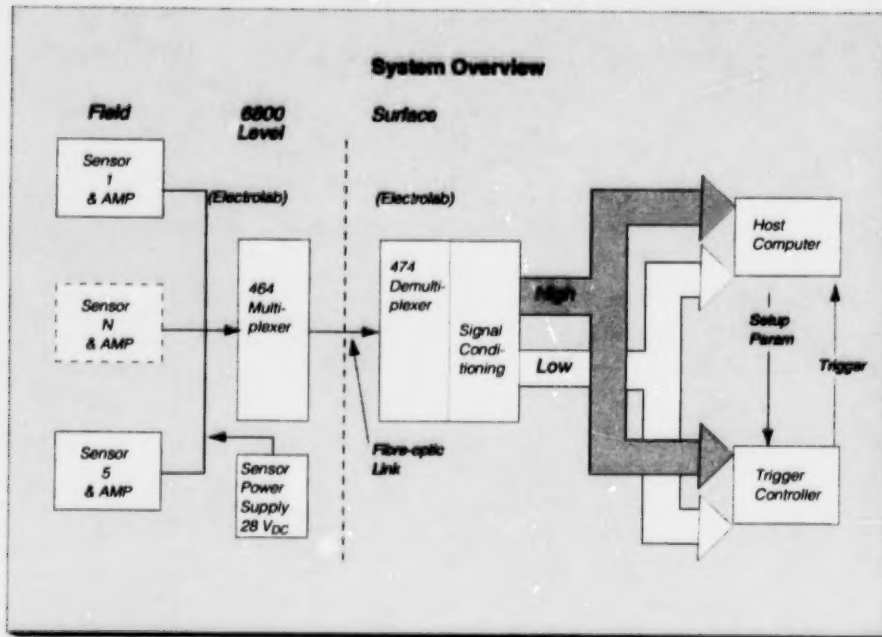 System Overview
Field
6800
Level
Surface
Sensor
1
& AMP
(Electrolab)
(Electrolab)
Sensor
N
& AMP
464
Multi-
plexer
474
Demulti-
plexer
Signal
Condi-
tioning
High
Low
Host
Computer
Setup
Param
Trigger
Sensor
5
& AMP
Sensor
Power
Supply
28 VDC
Fibre-optic
Link
Trigger
Controller